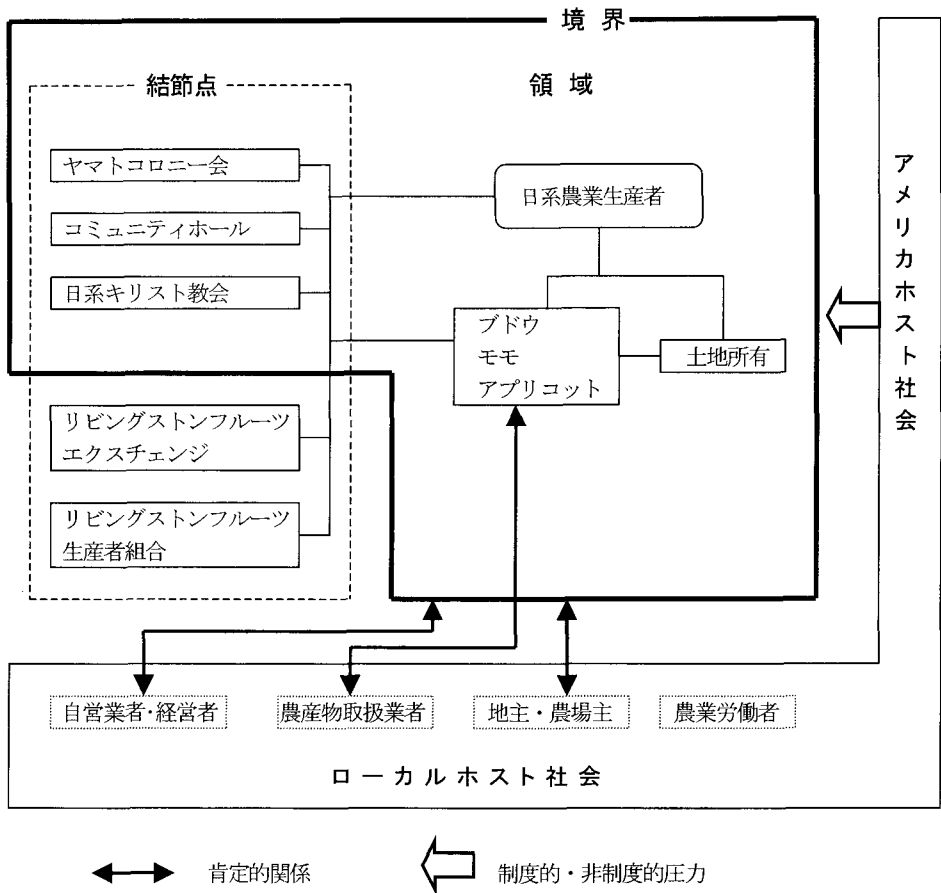 境界
結節点
領域
ヤマトコロニー会
コミュニティホール
日系キリスト教会
リビングストンフルーツ
エクスチェンジ
リビングストンフルーツ
生産者組合
日系農業生産者
ブドウ
モモ
アプリコット
土地所有
アメリカホスト社会
自営業者・経営者
農産物取扱業者
地主・農場主
農業労働者
ローカルホスト社会
肯定的関係
制度的・非制度的圧力